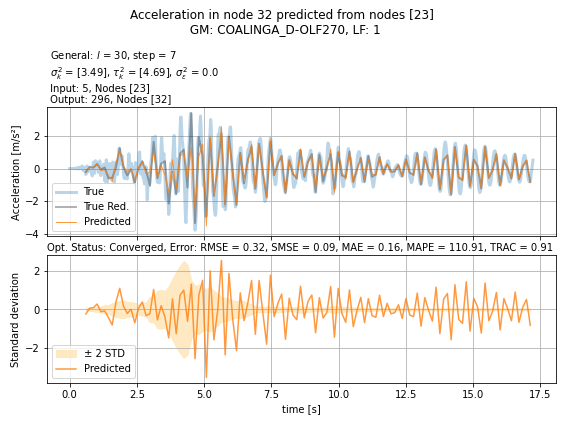 Acceleration in node 32 predicted from nodes [23]
GM: COALINGA_D-OLF270, LF: 1
General: l = 30, step = 7
σ²ₖ = [3.49], τ²ₖ = [4.69], σ²ε = 0.0
Input: 5, Nodes [23]
Output: 296, Nodes [32]
Acceleration [m/s²]
2
0
−2
−4
True
True Red.
Predicted
Opt. Status: Converged, Error: RMSE = 0.32, SMSE = 0.09, MAE = 0.16, MAPE = 110.91, TRAC = 0.91
Standard deviation
2
0
−2
± 2 STD
Predicted
0.0 2.5 5.0 7.5 10.0 12.5 15.0 17.5
time [s]